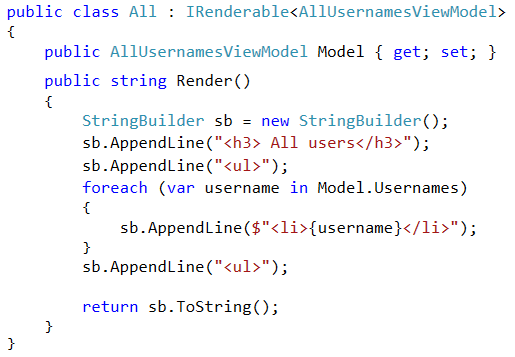 public class All : IRenderable<AllUsernamesViewModel>
{
    public AllUsernamesViewModel Model { get; set; }
    public string Render()
    {
        StringBuilder sb = new StringBuilder();
        sb.AppendLine("<h3> All users</h3>");
        sb.AppendLine("<ul>");
        foreach (var username in Model.Usernames)
        {
            sb.AppendLine($"<li>{username}</li>");
        }
        sb.AppendLine("<ul>");
        return sb.ToString();
    }
}